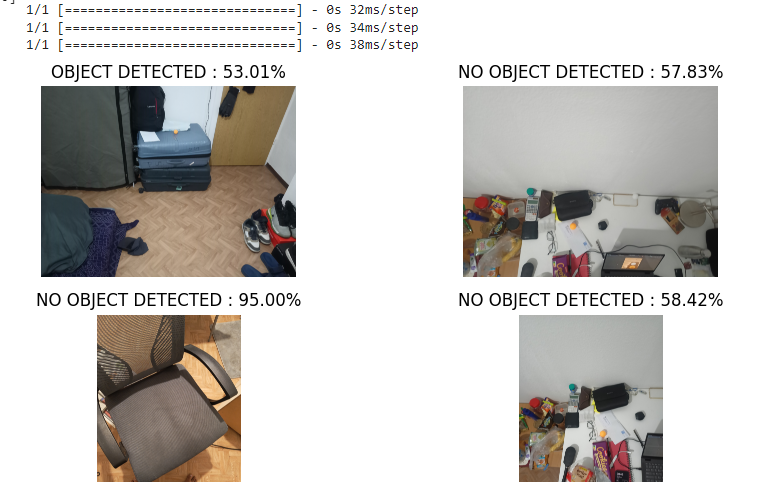 1/1 [==============================] - 0s 32ms/step
1/1 [==============================] - 0s 34ms/step
1/1 [==============================] - 0s 38ms/step
OBJECT DETECTED : 53.01%
NO OBJECT DETECTED : 57.83%
NO OBJECT DETECTED : 95.00%
NO OBJECT DETECTED : 58.42%